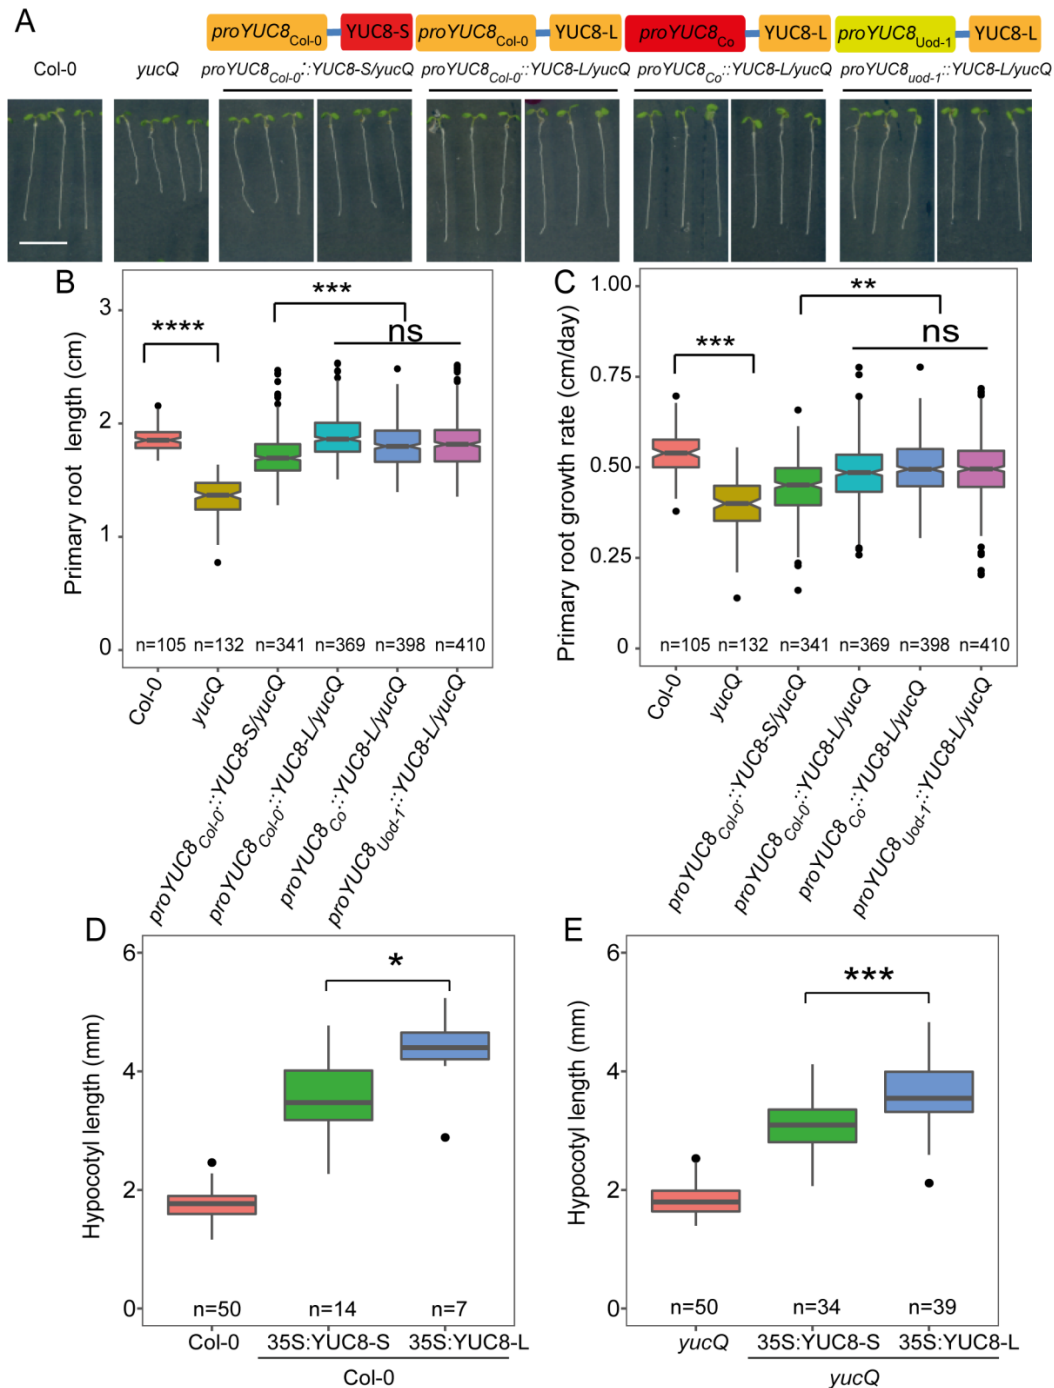 A
proYUC8Col-0 YUC8-S proYUC8Col-0 YUC8-L proYUC8Co YUC8-L proYUC8Uod-1 YUC8-L
Col-0 yucQ proYUC8Col-0::YUC8-S/yucQ proYUC8Col-0::YUC8-L/yucQ proYUC8Co::YUC8-L/yucQ proYUC8uod-1::YUC8-L/yucQ
B
Primary root length (cm)
3
2
1
0
****
***
ns
n=105 n=132 n=341 n=369 n=398 n=410
Col-0
yucQ
proYUC8Col-0::YUC8-S/yucQ
proYUC8Col-0::YUC8-L/yucQ
proYUC8Co::YUC8-L/yucQ
proYUC8Uod-1::YUC8-L/yucQ
C
Primary root growth rate (cm/day)
1.00
0.75
0.50
0.25
0
***
**
ns
n=105 n=132 n=341 n=369 n=398 n=410
Col-0
yucQ
proYUC8Col-0::YUC8-S/yucQ
proYUC8Col-0::YUC8-L/yucQ
proYUC8Co::YUC8-L/yucQ
proYUC8Uod-1::YUC8-L/yucQ
D
Hypocotyl length (mm)
6
4
2
0
*
n=50 n=14 n=7
Col-0 35S:YUC8-S 35S:YUC8-L
Col-0
E
Hypocotyl length (mm)
6
4
2
0
***
n=50 n=34 n=39
yucQ 35S:YUC8-S 35S:YUC8-L
yucQ